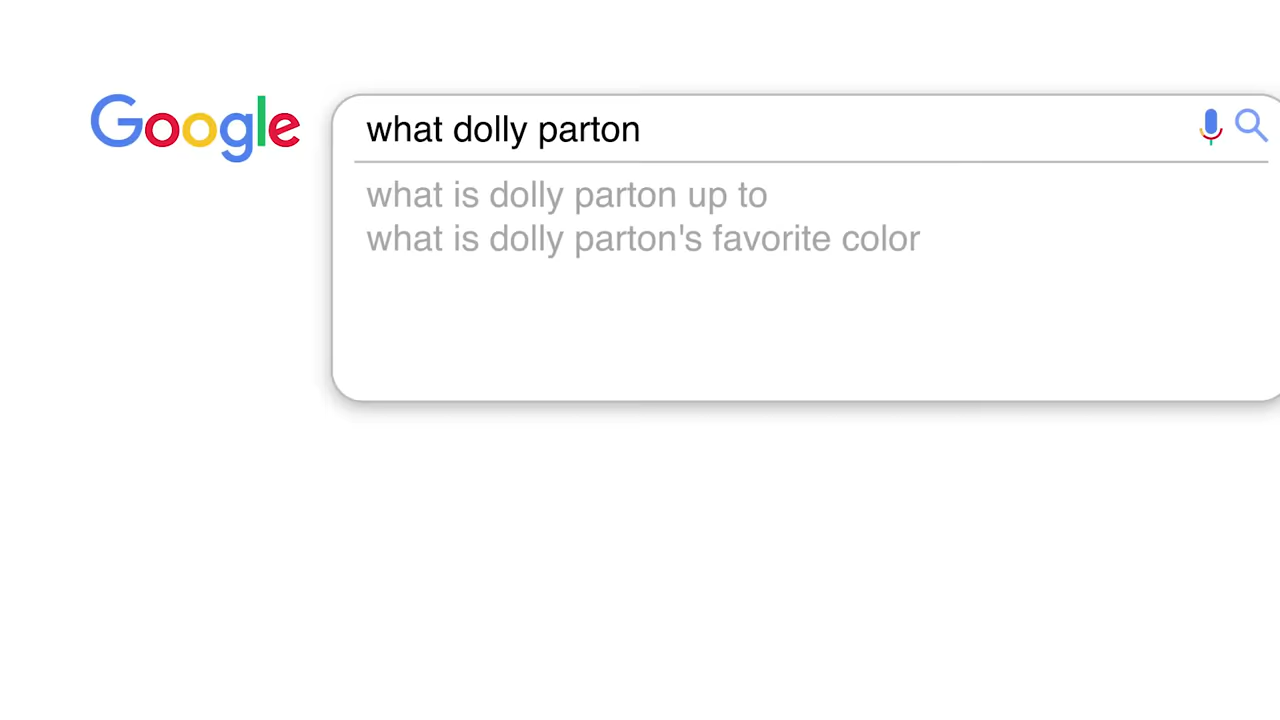 Google
what dolly parton
what is dolly parton up to
what is dolly parton's favorite color